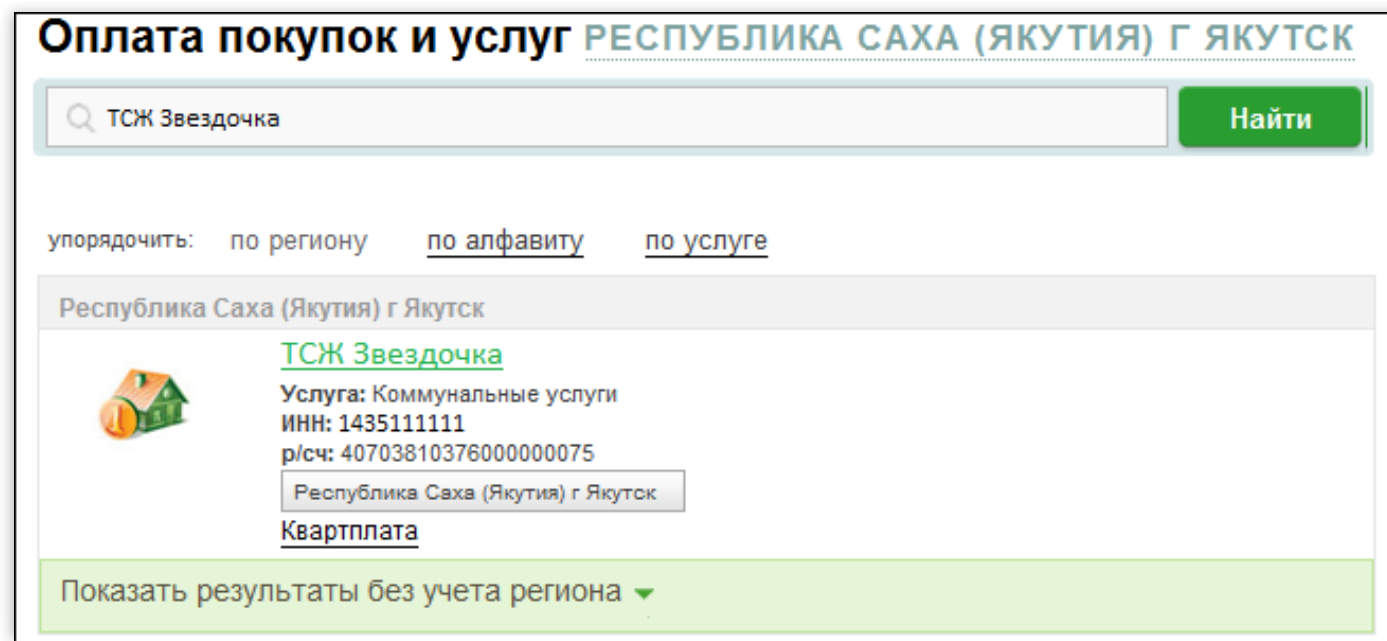 Оплата покупок и услуг РЕСПУБЛИКА САХА (ЯКУТИЯ) Г ЯКУТСК
ТСЖ Звездочка Найти
упорядочить: по региону по алфавиту по услуге
Республика Саха (Якутия) г Якутск
ТСЖ Звездочка
Услуга: Коммунальные услуги
ИНН: 1435111111
р/сч: 40703810376000000075
Республика Саха (Якутия) г Якутск
Квартплата
Показать результаты без учета региона